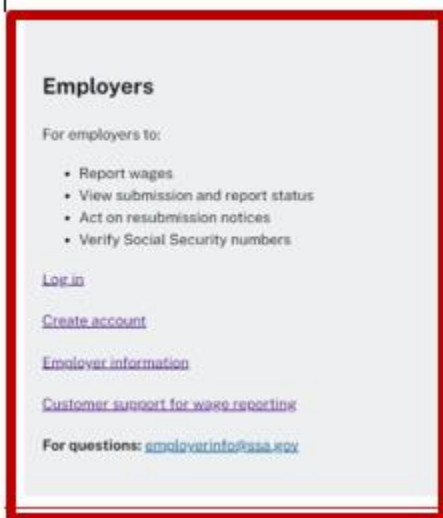 Employers
For employers to:
• Report wages
• View submission and report status
• Act on resubmission notices
• Verify Social Security numbers
Log in
Create account
Employer information
Customer support for wage reporting
For questions: employerinfo@ssa.gov